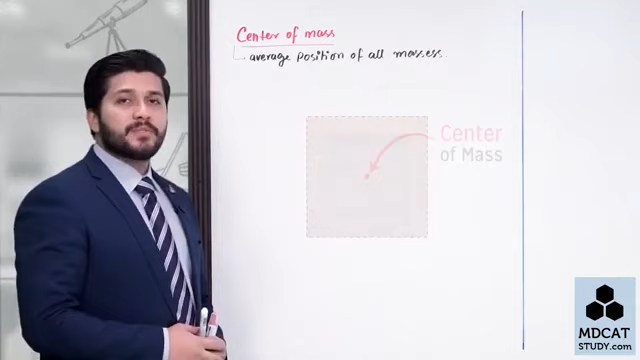 Center of mass
average position of all masses
Center
of Mass
MDCAT
STUDY.com